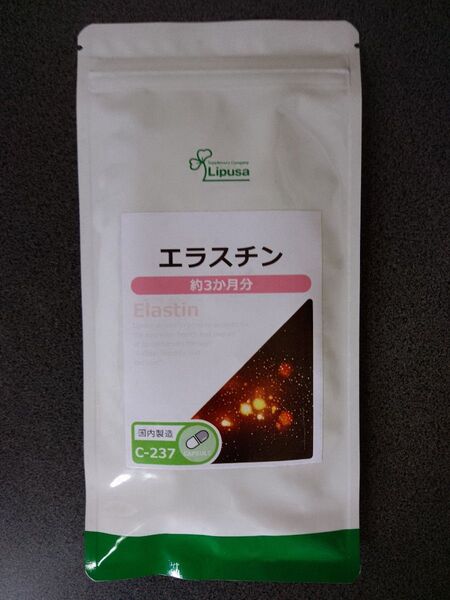 Supplement Company
Lipusa
エラスチン
約3か月分
Elastin
国内製造
C-237
CAPSULE